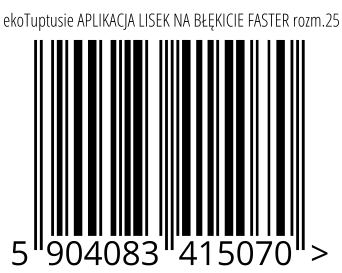 ekoTuptusie APLIKACJA LISEK NA BŁĘKICIE FASTER rozm.25
5 904083 415070 >